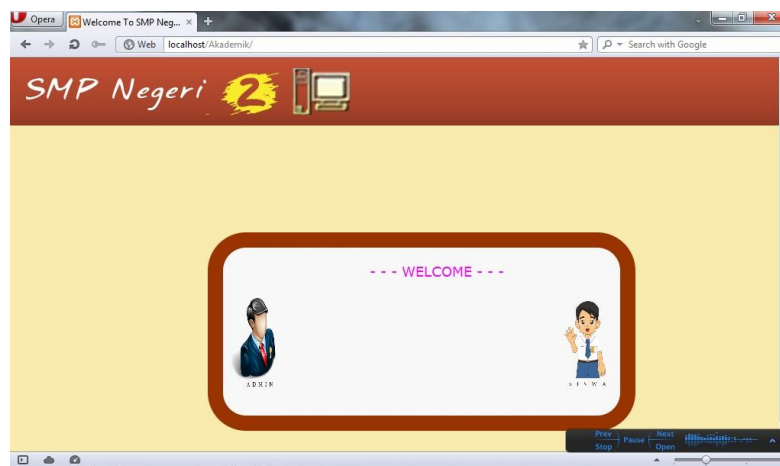 Opera
Welcome To SMP Neg...
Web localhost/Akademik/
Search with Google
SMP Negeri 2
- - - WELCOME - - -
ADMIN
SISWA
Prev Pause Next
Stop Open